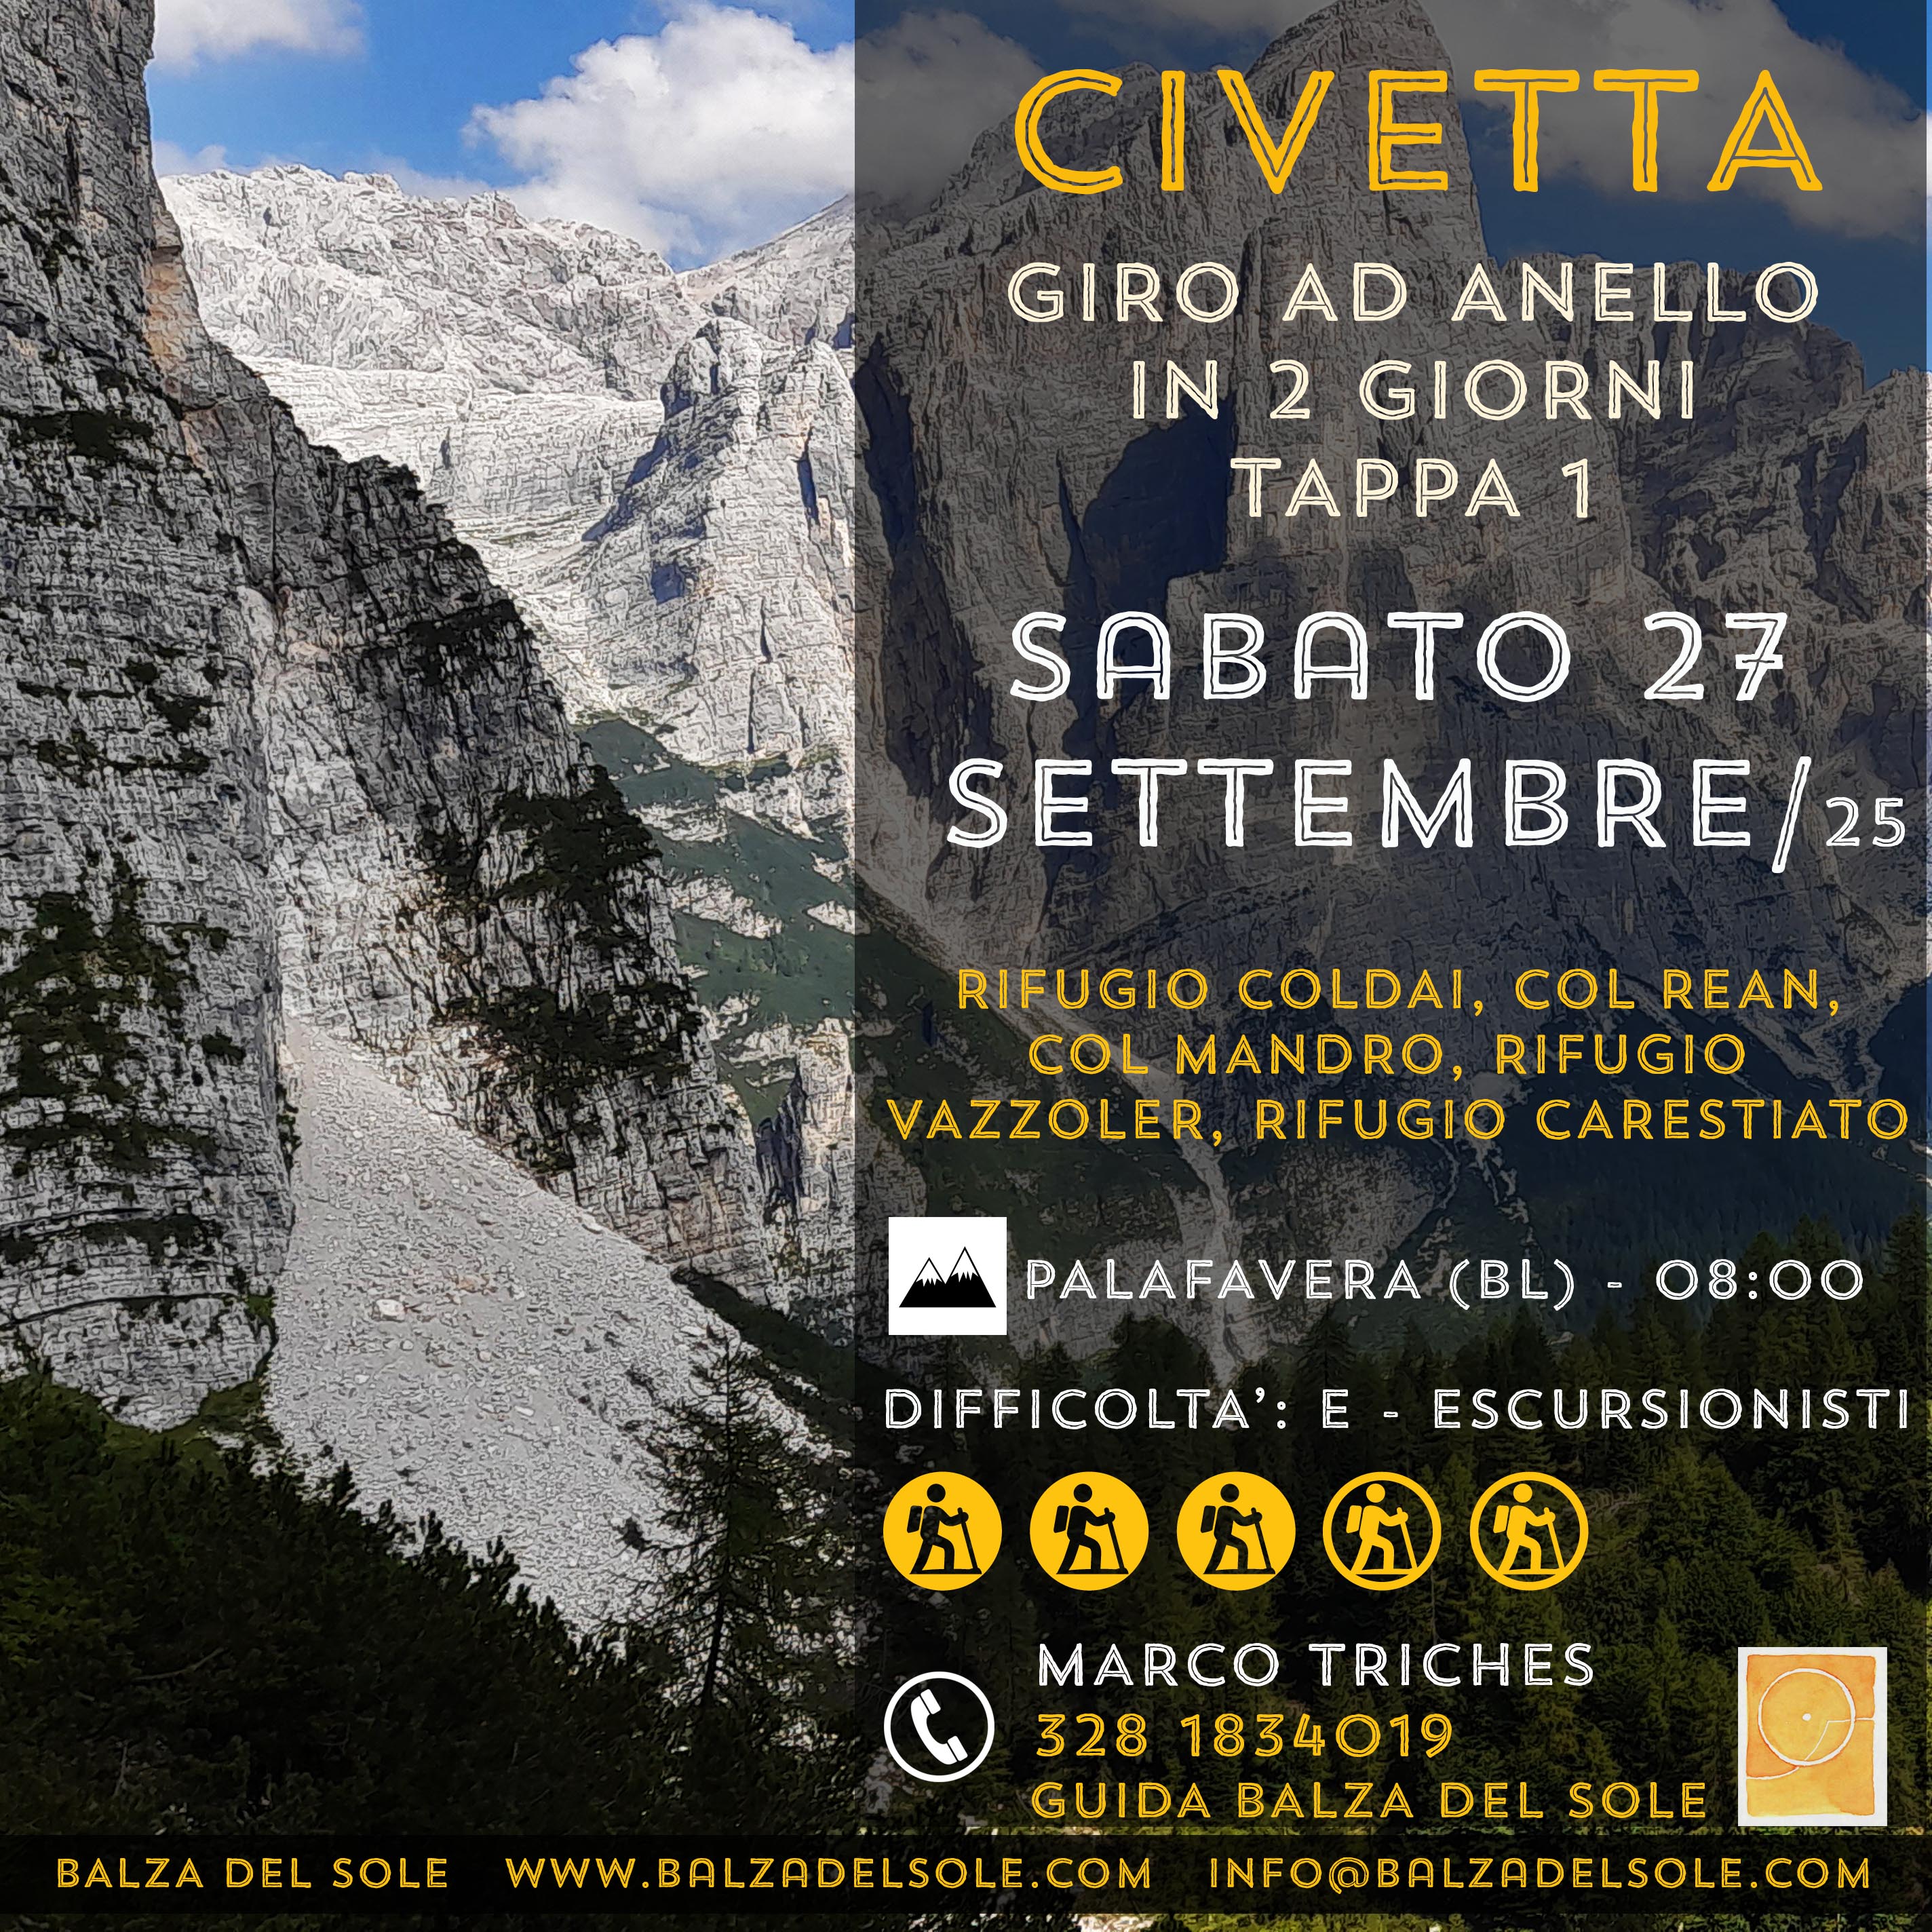 CIVETTA
GIRO AD ANELLO
IN 2 GIORNI
TAPPA 1
SABATO 27
SETTEMBRE/25
RIFUGIO COLDAI, COL REAN,
COL MANDRO, RIFUGIO
VAZZOLER, RIFUGIO CARESTIATO
PALAFAVERA (BL) - 08:00
DIFFICOLTA’: E - ESCURSIONISTI
MARCO TRICHES
328 1834019
GUIDA BALZA DEL SOLE
BALZA DEL SOLE WWW.BALZADELSOLE.COM INFO@BALZADELSOLE.COM